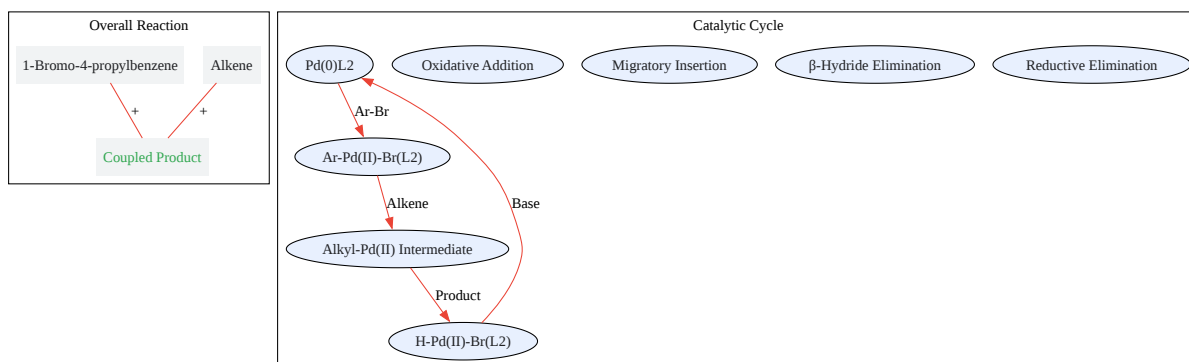 Overall Reaction
1-Bromo-4-propylbenzene
Alkene
+
+
Coupled Product
Catalytic Cycle
Pd(0)L2
Oxidative Addition
Migratory Insertion
β-Hydride Elimination
Reductive Elimination
Ar-Br
Ar-Pd(II)-Br(L2)
Alkene
Base
Alkyl-Pd(II) Intermediate
Product
H-Pd(II)-Br(L2)